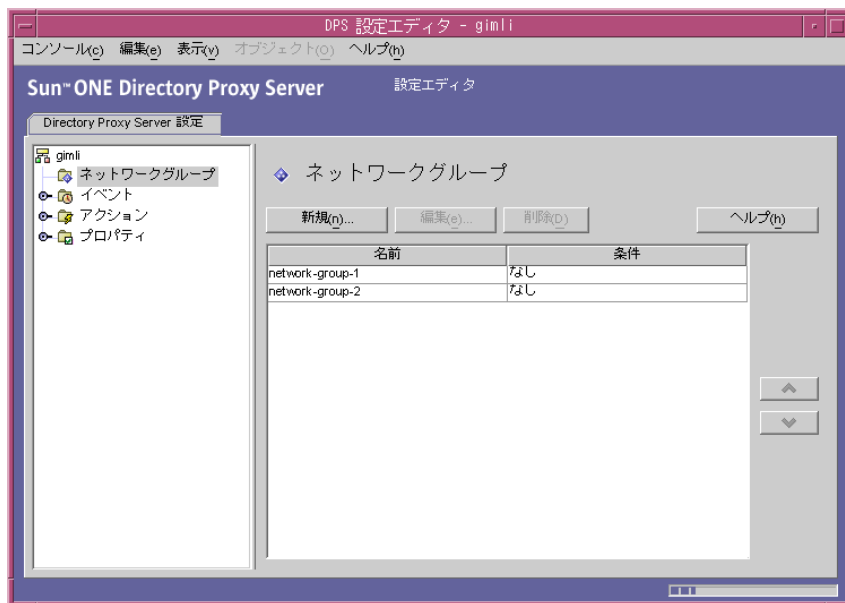 DPS 設定エディタ - gimli
コンソール(c) 編集(e) 表示(v) オブジェクト(o) ヘルプ(h)
Sun™ ONE Directory Proxy Server 設定エディタ
Directory Proxy Server 設定
gimli
ネットワークグループ
イベント
アクション
プロパティ
ネットワークグループ
新規(n)... 編集(e)... 削除(D) ヘルプ(h)
名前 条件
network-group-1 なし
network-group-2 なし